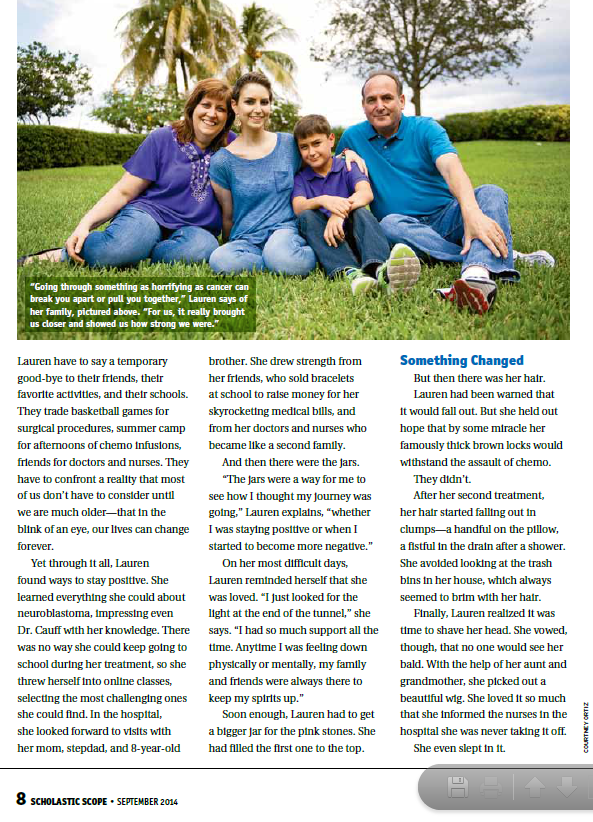 "Going through something as horrifying as cancer can
break you apart or pull you together," Lauren says of
her family, pictured above. "For us, it really brought
us closer and showed us how strong we were."
Lauren have to say a temporary
good-bye to their friends, their
favorite activities, and their schools.
They trade basketball games for
surgical procedures, summer camp
for afternoons of chemo infusions,
friends for doctors and nurses. They
have to confront a reality that most
of us don't have to consider until
we are much older—that in the
blink of an eye, our lives can change
forever.
Yet through it all, Lauren
found ways to stay positive. She
learned everything she could about
neuroblastoma, impressing even
Dr. Cauff with her knowledge. There
was no way she could keep going to
school during her treatment, so she
threw herself into online classes,
selecting the most challenging ones
she could find. In the hospital,
she looked forward to visits with
her mom, stepdad, and 8-year-old
brother. She drew strength from
her friends, who sold bracelets
at school to raise money for her
skyrocketing medical bills, and
from her doctors and nurses who
became like a second family.
And then there were the jars.
"The jars were a way for me to
see how I thought my journey was
going," Lauren explains, "whether
I was staying positive or when I
started to become more negative."
On her most difficult days,
Lauren reminded herself that she
was loved. "I just looked for the
light at the end of the tunnel," she
says. "I had so much support all the
time. Anytime I was feeling down
physically or mentally, my family
and friends were always there to
keep my spirits up."
Soon enough, Lauren had to get
a bigger jar for the pink stones. She
had filled the first one to the top.
Something Changed
But then there was her hair.
Lauren had been warned that
it would fall out. But she held out
hope that by some miracle her
famously thick brown locks would
withstand the assault of chemo.
They didn't.
After her second treatment,
her hair started falling out in
clumps—a handful on the pillow,
a fistful in the drain after a shower.
She avoided looking at the trash
bins in her house, which always
seemed to brim with her hair.
Finally, Lauren realized it was
time to shave her head. She vowed,
though, that no one would see her
bald. With the help of her aunt and
grandmother, she picked out a
beautiful wig. She loved it so much
that she informed the nurses in the
hospital she was never taking it off.
She even slept in it.
COURTNEY ORTIZ
8 SCHOLASTIC SCOPE • SEPTEMBER 2014